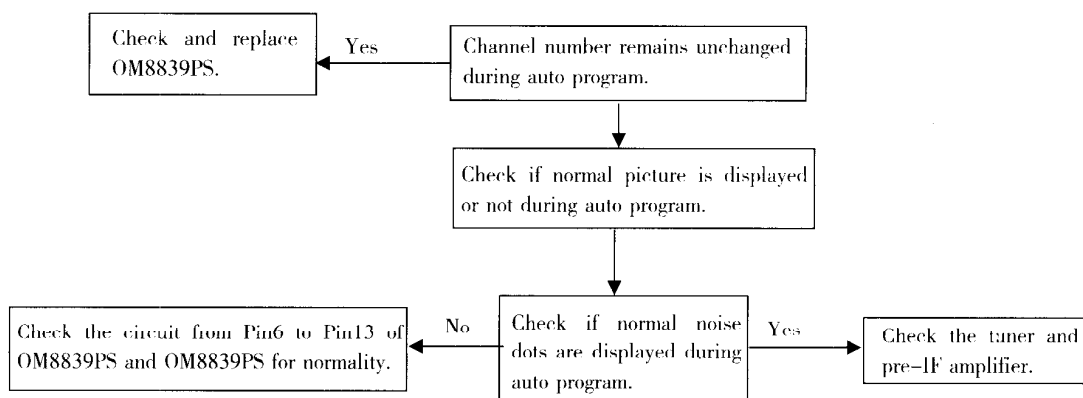 Check and replace
OM8839PS.
Yes
Channel number remains unchanged
during auto program.
Check if normal picture is displayed
or not during auto program.
Check the circuit from Pin6 to Pin13 of
OM8839PS and OM8839PS for normality.
No
Check if normal noise
dots are displayed during
auto program.
Yes
Check the tuner and
pre-IF amplifier.